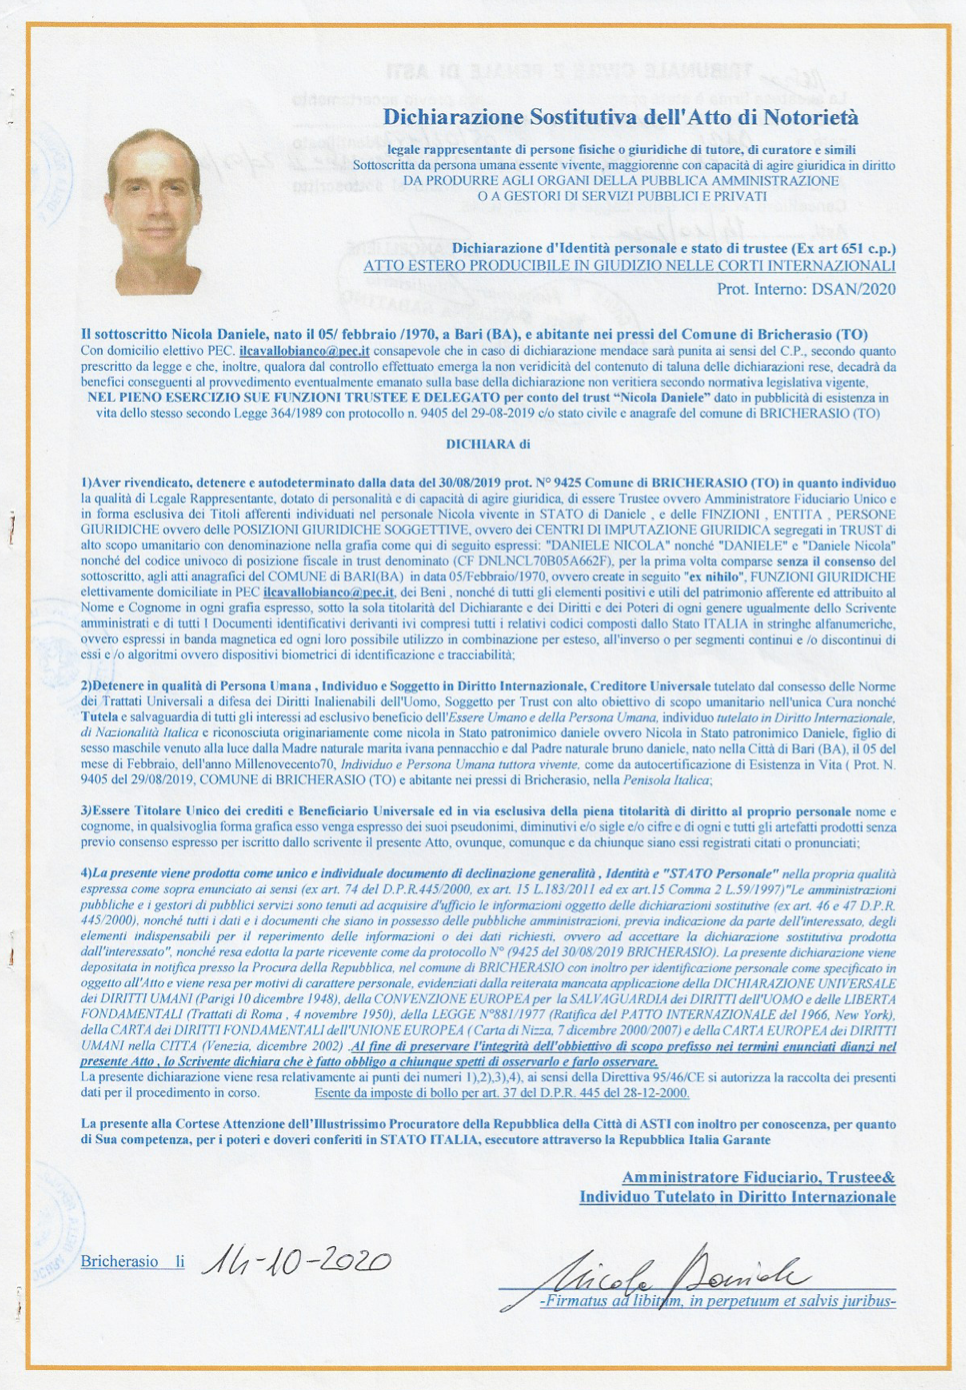 Dichiarazione Sostitutiva dell'Atto di Notorietà
legale rappresentante di persone fisiche o giuridiche di tutore, di curatore e simili
Sottoscritta da persona umana essente vivente, maggiorenne con capacità di agire giuridica in diritto
DA PRODURRE AGLI ORGANI DELLA PUBBLICA AMMINISTRAZIONE
O A GESTORI DI SERVIZI PUBBLICI E PRIVATI
Dichiarazione d'Identità personale e stato di trustee (Ex art 651 c.p.)
ATTO ESTERO PRODUCIBILE IN GIUDIZIO NELLE CORTI INTERNAZIONALI
Prot. Interno: DSAN/2020
Il sottoscritto Nicola Daniele, nato il 05/ febbraio /1970, a Bari (BA), e abitante nei pressi del Comune di Bricherasio (TO)
Con domicilio elettivo PEC. ilcavallobianco@pec.it consapevole che in caso di dichiarazione mendace sarà punita ai sensi del C.P., secondo quanto
prescritto da legge e che, inoltre, qualora dal controllo effettuato emerga la non veridicità del contenuto di taluna delle dichiarazioni rese, decadrà da
benefici conseguenti al provvedimento eventualmente emanato sulla base della dichiarazione non veritiera secondo normativa legislativa vigente,
NEL PIENO ESERCIZIO SUE FUNZIONI TRUSTEE E DELEGATO per conto del trust “Nicola Daniele” dato in pubblicità di esistenza in
vita dello stesso secondo Legge 364/1989 con protocollo n. 9405 del 29-08-2019 c/o stato civile e anagrafe del comune di BRICHERASIO (TO)
DICHIARA di
1)Aver rivendicato, detenere e autodeterminato dalla data del 30/08/2019 prot. N° 9425 Comune di BRICHERASIO (TO) in quanto individuo
la qualità di Legale Rappresentante, dotato di personalità e di capacità di agire giuridica, di essere Trustee ovvero Amministratore Fiduciario Unico e
in forma esclusiva dei Titoli afferenti individuati nel personale Nicola vivente in STATO di Daniele , e delle FINZIONI , ENTITA , PERSONE
GIURIDICHE ovvero delle POSIZIONI GIURIDICHE SOGGETTIVE, ovvero dei CENTRI DI IMPUTAZIONE GIURIDICA segregati in TRUST di
alto scopo umanitario con denominazione nella grafia come qui di seguito espressi: "DANIELE NICOLA" nonché "DANIELE" e "Daniele Nicola"
nonché del codice univoco di posizione fiscale in trust denominato (CF DNLNCL70B05A662F), per la prima volta comparse senza il consenso del
sottoscritto, agli atti anagrafici del COMUNE di BARI(BA) in data 05/Febbraio/1970, ovvero create in seguito "ex nihilo", FUNZIONI GIURIDICHE
elettivamente domiciliate in PEC ilcavallobianco@pec.it, dei Beni , nonché di tutti gli elementi positivi e utili del patrimonio afferente ed attribuito al
Nome e Cognome in ogni grafia espresso, sotto la sola titolarità del Dichiarante e dei Diritti e dei Poteri di ogni genere ugualmente dello Scrivente
amministrati e di tutti I Documenti identificativi derivanti ivi compresi tutti i relativi codici composti dallo Stato ITALIA in stringhe alfanumeriche,
ovvero espressi in banda magnetica ed ogni loro possibile utilizzo in combinazione per esteso, all'inverso o per segmenti continui e /o discontinui di
essi e /o algoritmi ovvero dispositivi biometrici di identificazione e tracciabilità;
2)Detenere in qualità di Persona Umana , Individuo e Soggetto in Diritto Internazionale, Creditore Universale tutelato dal consesso delle Norme
dei Trattati Universali a difesa dei Diritti Inalienabili dell'Uomo, Soggetto per Trust con alto obiettivo di scopo umanitario nell'unica Cura nonché
Tutela e salvaguardia di tutti gli interessi ad esclusivo beneficio dell'Essere Umano e della Persona Umana, individuo tutelato in Diritto Internazionale,
di Nazionalità Italica e riconosciuta originariamente come nicola in Stato patronimico daniele ovvero Nicola in Stato patronimico Daniele, figlio di
sesso maschile venuto alla luce dalla Madre naturale marita ivana pennacchio e dal Padre naturale bruno daniele, nato nella Città di Bari (BA), il 05 del
mese di Febbraio, dell'anno Millenovecento70, Individuo e Persona Umana tuttora vivente, come da autocertificazione di Esistenza in Vita ( Prot. N.
9405 del 29/08/2019, COMUNE di BRICHERASIO (TO) e abitante nei pressi di Bricherasio, nella Penisola Italica;
3)Essere Titolare Unico dei crediti e Beneficiario Universale ed in via esclusiva della piena titolarità di diritto al proprio personale nome e
cognome, in qualsivoglia forma grafica esso venga espresso dei suoi pseudonimi, diminutivi e/o sigle e/o cifre e di ogni e tutti gli artefatti prodotti senza
previo consenso espresso per iscritto dallo scrivente il presente Atto, ovunque, comunque e da chiunque siano essi registrati citati o pronunciati;
4)La presente viene prodotta come unico e individuale documento di declinazione generalità , Identità e "STATO Personale" nella propria qualità
espressa come sopra enunciato ai sensi (ex art. 74 del D.P.R.445/2000, ex art. 15 L.183/2011 ed ex art.15 Comma 2 L.59/1997)"Le amministrazioni
pubbliche e i gestori di pubblici servizi sono tenuti ad acquisire d'ufficio le informazioni oggetto delle dichiarazioni sostitutive (ex art. 46 e 47 D.P.R.
445/2000), nonché tutti i dati e i documenti che siano in possesso delle pubbliche amministrazioni, previa indicazione da parte dell'interessato, degli
elementi indispensabili per il reperimento delle informazioni o dei dati richiesti, ovvero ad accettare la dichiarazione sostitutiva prodotta
dall'interessato", nonché resa edotta la parte ricevente come da protocollo N° (9425 del 30/08/2019 BRICHERASIO). La presente dichiarazione viene
depositata in notifica presso la Procura della Repubblica, nel comune di BRICHERASIO con inoltro per identificazione personale come specificato in
oggetto all'Atto e viene resa per motivi di carattere personale, evidenziati dalla reiterata mancata applicazione della DICHIARAZIONE UNIVERSALE
dei DIRITTI UMANI (Parigi 10 dicembre 1948), della CONVENZIONE EUROPEA per la SALVAGUARDIA dei DIRITTI dell'UOMO e delle LIBERTA
FONDAMENTALI (Trattati di Roma , 4 novembre 1950), della LEGGE N°881/1977 (Ratifica del PATTO INTERNAZIONALE del 1966, New York),
della CARTA dei DIRITTI FONDAMENTALI dell'UNIONE EUROPEA ( Carta di Nizza, 7 dicembre 2000/2007) e della CARTA EUROPEA dei DIRITTI
UMANI nella CITTÀ (Venezia, dicembre 2002) .Al fine di preservare l'integrità dell'obbiettivo di scopo prefisso nei termini enunciati dianzi nel
presente Atto , lo Scrivente dichiara che è fatto obbligo a chiunque spetti di osservarlo e farlo osservare.
La presente dichiarazione viene resa relativamente ai punti dei numeri 1),2),3),4), ai sensi della Direttiva 95/46/CE si autorizza la raccolta dei presenti
dati per il procedimento in corso. Esente da imposte di bollo per art. 37 del D.P.R. 445 del 28-12-2000.
La presente alla Cortese Attenzione dell'Illustrissimo Procuratore della Repubblica della Città di ASTI con inoltro per conoscenza, per quanto
di Sua competenza, per i poteri e doveri conferiti in STATO ITALIA, esecutore attraverso la Repubblica Italia Garante
Amministratore Fiduciario, Trustee&
Individuo Tutelato in Diritto Internazionale
Bricherasio li 14-10-2020
Nicola Daniele
-Firmatus ad libitum, in perpetuum et salvis juribus-